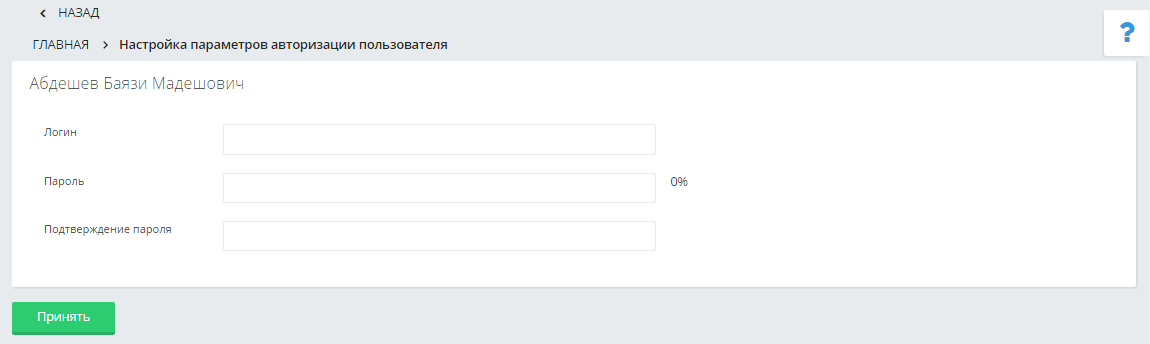 НАЗАД
ГЛАВНАЯ > Настройка параметров авторизации пользователя
?
Абдешев Баязи Мадешович
Логин
Пароль 0%
Подтверждение пароля
Принять